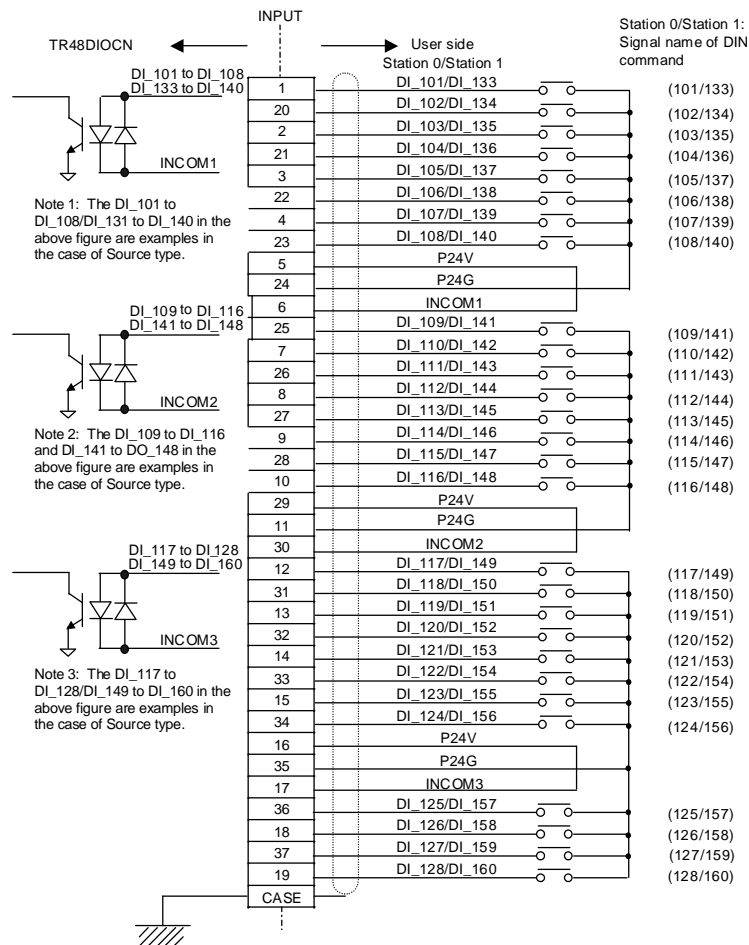 INPUT
TR48DIOCN
User side
Station 0/Station 1
Station 0/Station 1:
Signal name of DIN
command
DI_101 to DI_108
DI_133 to DI_140
INCOM1
Note 1: The DI_101 to
DI_108/DI_131 to DI_140 in the
above figure are examples in
the case of Source type.
DI_109 to DI_116
DI_141 to DI_148
INCOM2
Note 2: The DI_109 to DI_116
and DI_141 to DO_148 in the
above figure are examples in
the case of Source type.
DI_117 to DI_128
DI_149 to DI_160
INCOM3
Note 3: The DI_117 to
DI_128/DI_149 to DI_160 in the
above figure are examples in
the case of Source type.
1 DI_101/DI_133 (101/133)
20 DI_102/DI_134 (102/134)
2 DI_103/DI_135 (103/135)
21 DI_104/DI_136 (104/136)
3 DI_105/DI_137 (105/137)
22 DI_106/DI_138 (106/138)
4 DI_107/DI_139 (107/139)
23 DI_108/DI_140 (108/140)
5 P24V
24 P24G
6 INCOM1
25 DI_109/DI_141 (109/141)
7 DI_110/DI_142 (110/142)
26 DI_111/DI_143 (111/143)
8 DI_112/DI_144 (112/144)
27 DI_113/DI_145 (113/145)
9 DI_114/DI_146 (114/146)
28 DI_115/DI_147 (115/147)
10 DI_116/DI_148 (116/148)
29 P24V
11 P24G
30 INCOM2
12 DI_117/DI_149 (117/149)
31 DI_118/DI_150 (118/150)
13 DI_119/DI_151 (119/151)
32 DI_120/DI_152 (120/152)
14 DI_121/DI_153 (121/153)
33 DI_122/DI_154 (122/154)
15 DI_123/DI_155 (123/155)
34 DI_124/DI_156 (124/156)
16 P24V
35 P24G
17 INCOM3
36 DI_125/DI_157 (125/157)
18 DI_126/DI_158 (126/158)
37 DI_127/DI_159 (127/159)
19 DI_128/DI_160 (128/160)
CASE